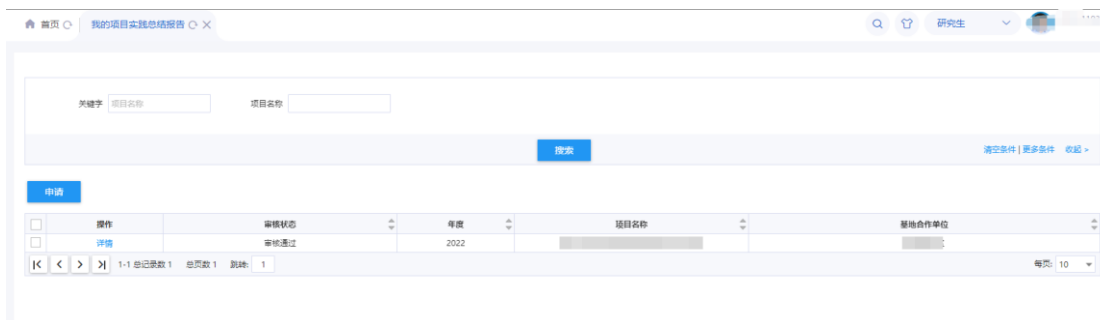 首页 我的项目实践总结报告 研究生
关键字 项目名称 项目名称
搜索 清空条件 | 更多条件 收起
申请
操作 审核状态 年度 项目名称 基地合作单位
详情 审核通过 2022
1-1 总记录数 1 总页数 1 跳转: 1 每页: 10